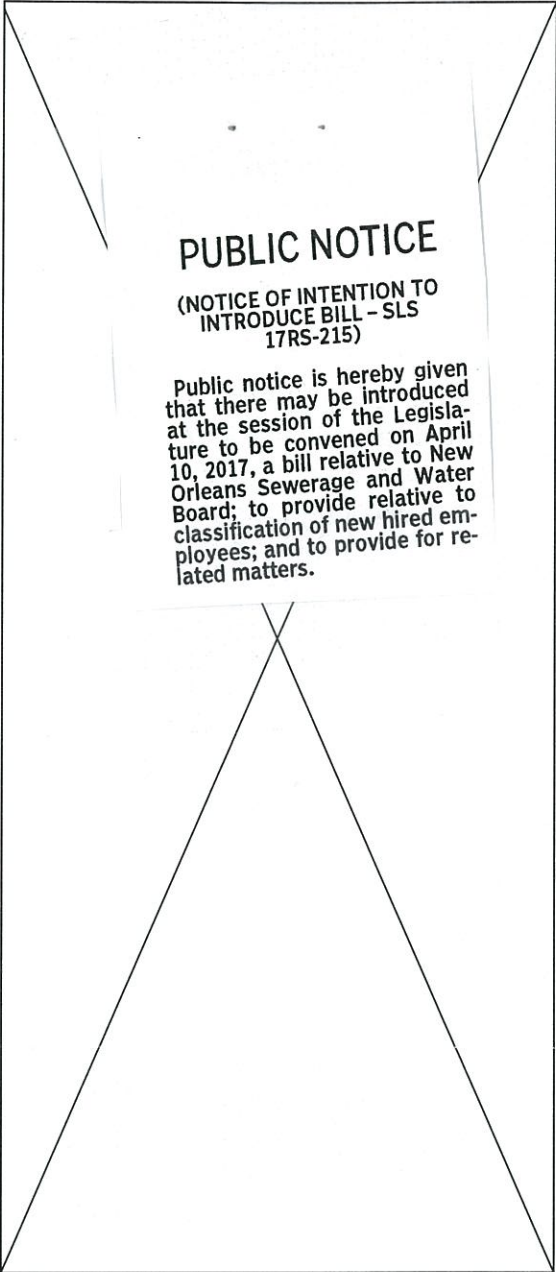 PUBLIC NOTICE
(NOTICE OF INTENTION TO
INTRODUCE BILL – SLS
17RS-215)
Public notice is hereby given
that there may be introduced
at the session of the Legisla-
ture to be convened on April
10, 2017, a bill relative to New
Orleans Sewerage and Water
Board; to provide relative to
classification of new hired em-
ployees; and to provide for re-
lated matters.